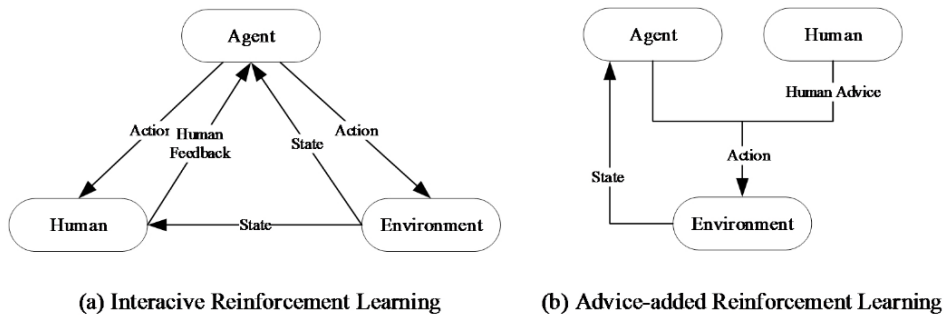 Agent
Action
Human
Feedback
State
Action
Human
State
Environment
(a) Interacive Reinforcement Learning
Agent
Human
Human Advice
Action
State
Environment
(b) Advice-added Reinforcement Learning